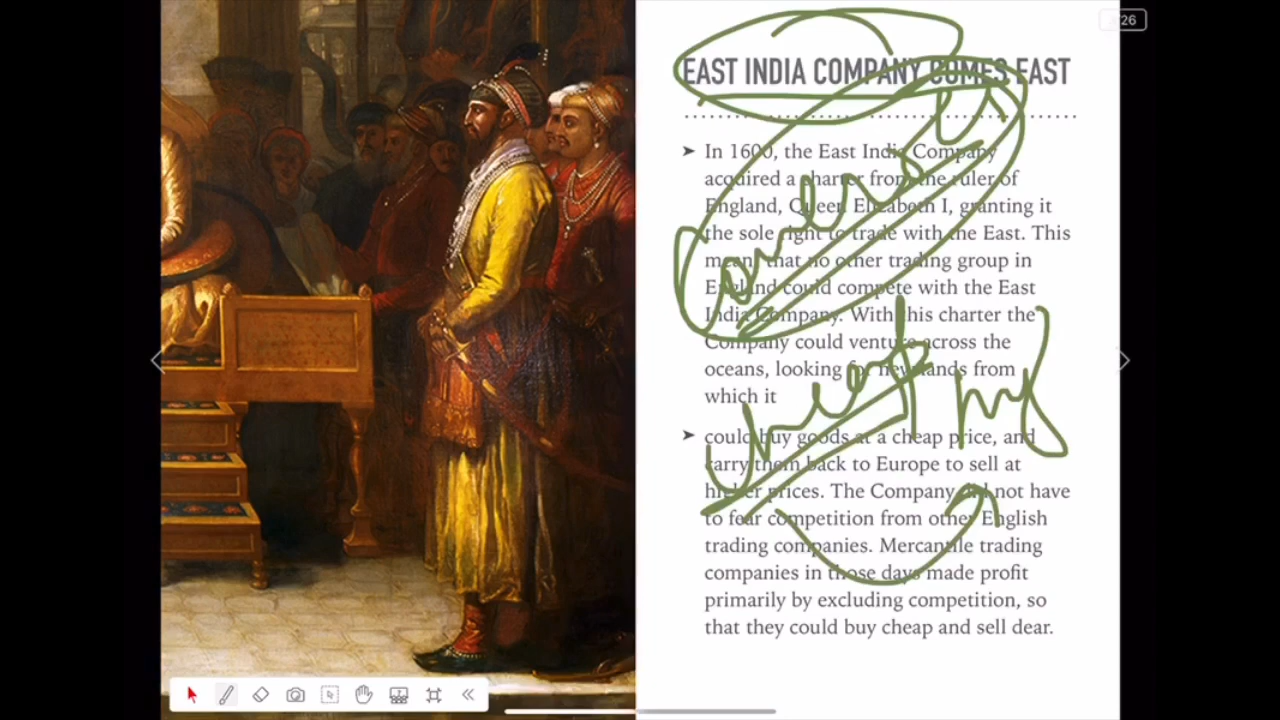 /26
EAST INDIA COMPANY COMES EAST
➤ In 1600, the East India Company
acquired a charter from the ruler of
England, Queen Elizabeth I, granting it
the sole right to trade with the East. This
meant that no other trading group in
England could compete with the East
India Company. With this charter the
Company could venture across the
oceans, looking for new lands from
which it
➤ could buy goods at a cheap price, and
carry them back to Europe to sell at
higher prices. The Company did not have
to fear competition from other English
trading companies. Mercantile trading
companies in those days made profit
primarily by excluding competition, so
that they could buy cheap and sell dear.